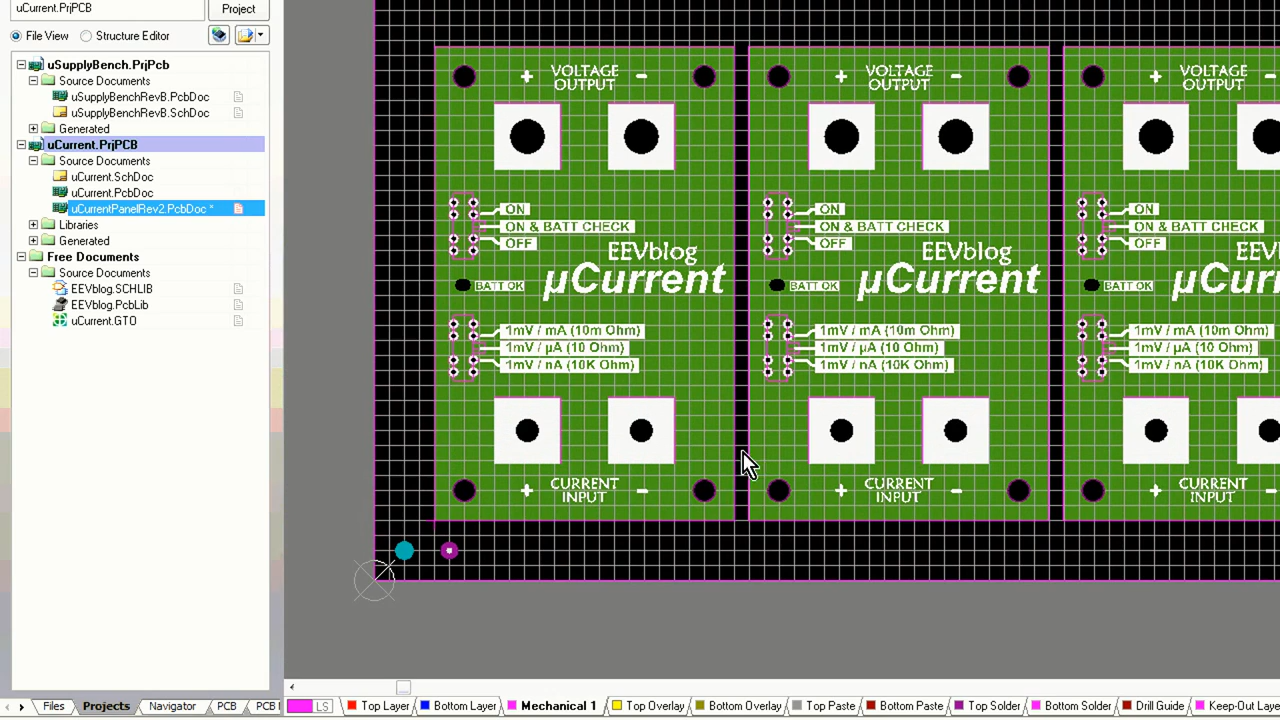 uCurrent.PrjPCB
Project
File View
Structure Editor
uSupplyBench.PrjPcb
Source Documents
uSupplyBenchRevB.PcbDoc
uSupplyBenchRevB.SchDoc
Generated
uCurrent.PrjPCB
Source Documents
uCurrent.SchDoc
uCurrent.PcbDoc
uCurrentPanelRev2.PcbDoc *
Libraries
Generated
Free Documents
Source Documents
EEVblog.SCHLIB
EEVblog.PcbLib
uCurrent.GTO
Files
Projects
Navigator
PCB
PCB
+ VOLTAGE -
OUTPUT
ON
ON & BATT CHECK
OFF
EEVblog
BATT OK
µCurrent
1mV / mA (10m Ohm)
1mV / µA (10 Ohm)
1mV / nA (10K Ohm)
+ CURRENT -
INPUT
+ VOLTAGE -
OUTPUT
ON
ON & BATT CHECK
OFF
EEVblog
BATT OK
µCurrent
1mV / mA (10m Ohm)
1mV / µA (10 Ohm)
1mV / nA (10K Ohm)
+ CURRENT -
INPUT
+ VOLTAGE -
OUTPUT
ON
ON & BATT CHECK
OFF
EEVb
BATT OK
µCurr
1mV / mA (10m Ohm)
1mV / µA (10 Ohm)
1mV / nA (10K Ohm)
+ CURRENT -
INPUT
LS
Top Layer
Bottom Layer
Mechanical 1
Top Overlay
Bottom Overlay
Top Paste
Bottom Paste
Top Solder
Bottom Solder
Drill Guide
Keep-Out Laye